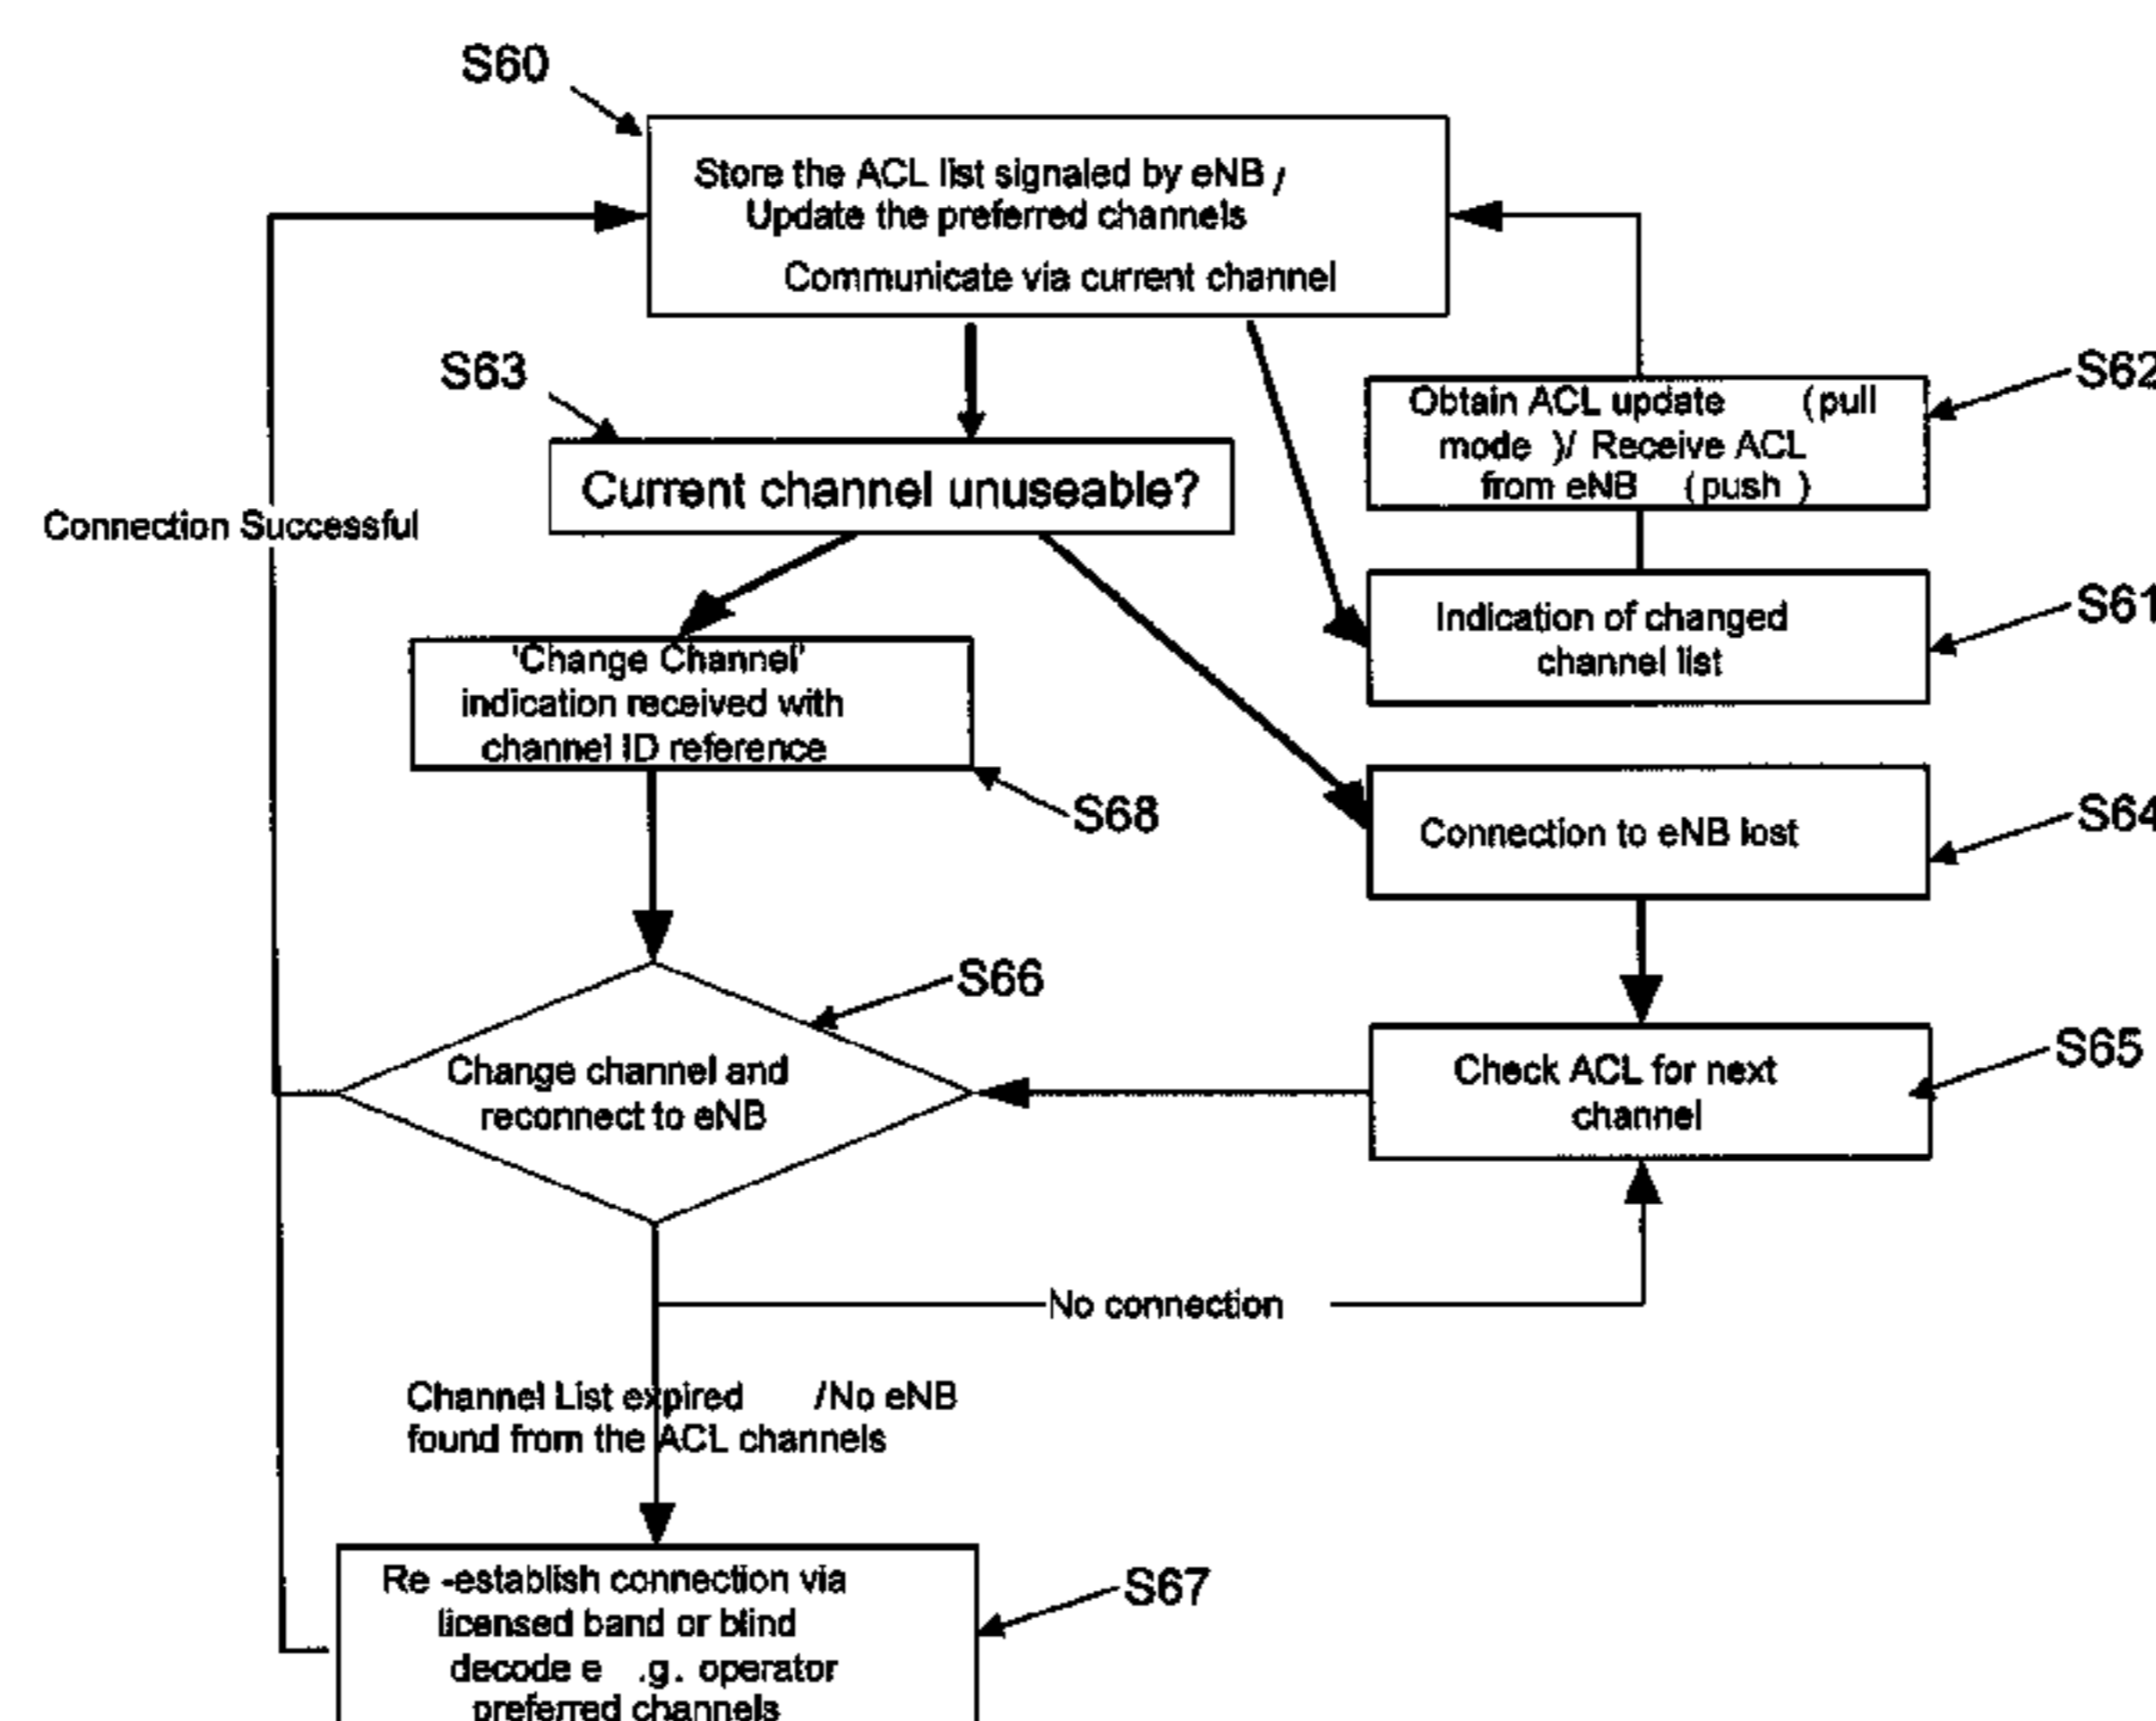 S60
Store the ACL list signaled by eNB /
Update the preferred channels
Communicate via current channel
S63
Current channel unuseable?
Obtain ACL update (pull
mode )/ Receive ACL
from eNB (push )
S62
Connection Successful
Indication of changed
channel list
S61
'Change Channel'
indication received with
channel ID reference
S68
Connection to eNB lost
S64
S66
Change channel and
reconnect to eNB
Check ACL for next
channel
S65
No connection
Channel List expired /No eNB
found from the ACL channels
Re -establish connection via
licensed band or blind
decode e .g. operator
preferred channels
S67